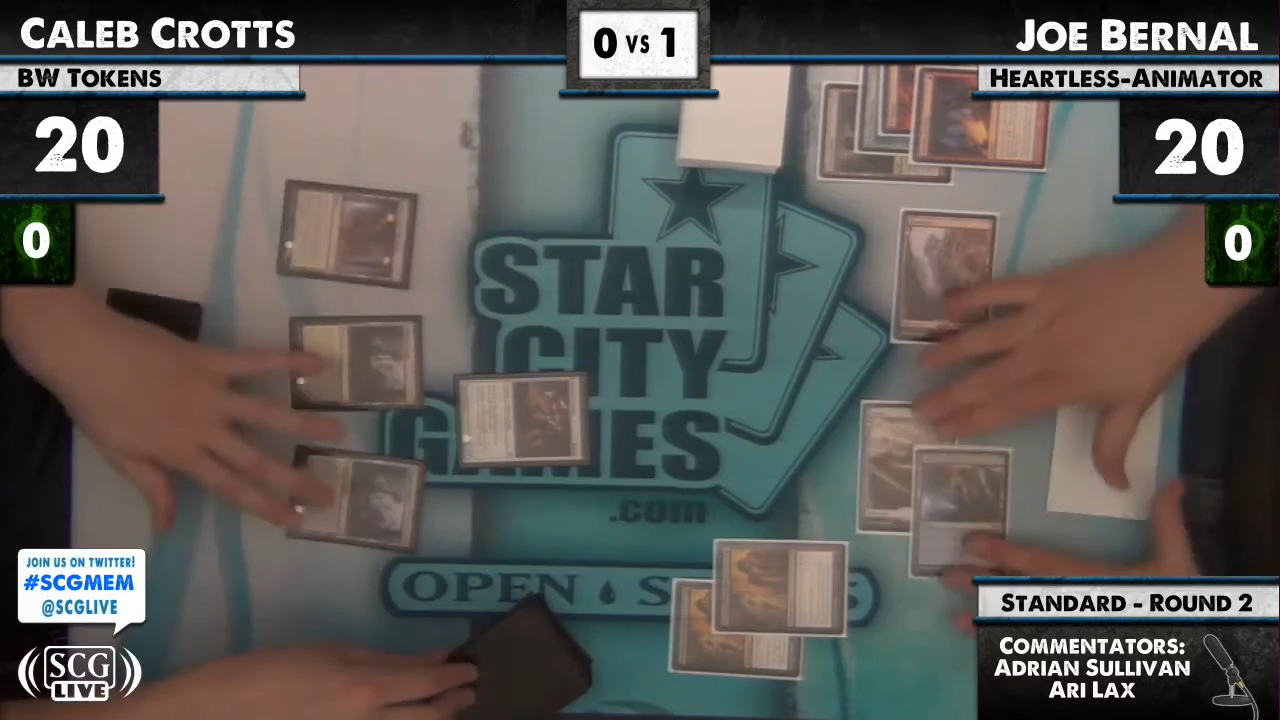 CALEB CROTTS
BW TOKENS
20
0
0 VS 1
JOE BERNAL
HEARTLESS-ANIMATOR
20
0
STAR
CITY
GAMES
.com
OPEN
JOIN US ON TWITTER!
#SCGMEM
@SCGLIVE
SCG
LIVE
STANDARD - ROUND 2
COMMENTATORS:
ADRIAN SULLIVAN
ARI LAX